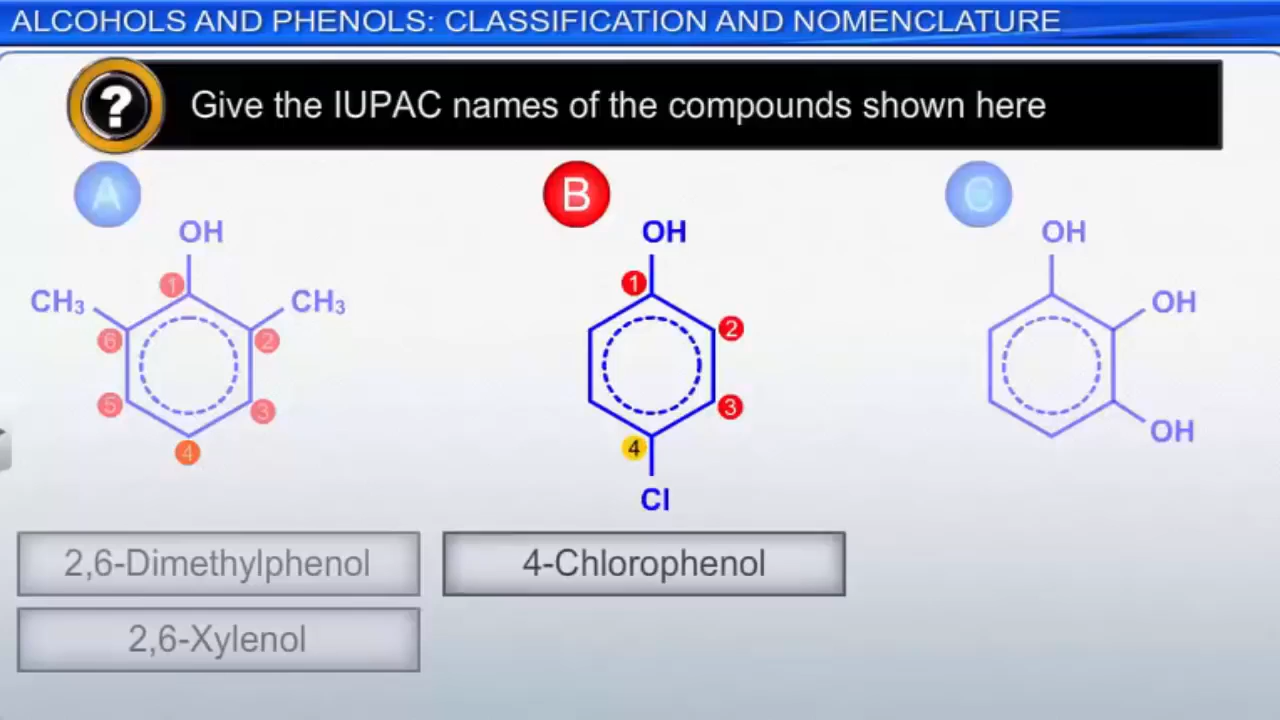 ALCOHOLS AND PHENOLS: CLASSIFICATION AND NOMENCLATURE
? Give the IUPAC names of the compounds shown here
A
B
C
OH
OH
OH
CH₃
1
CH₃
6
2
5
3
4
1
2
3
4
Cl
OH
OH
2,6-Dimethylphenol
4-Chlorophenol
2,6-Xylenol